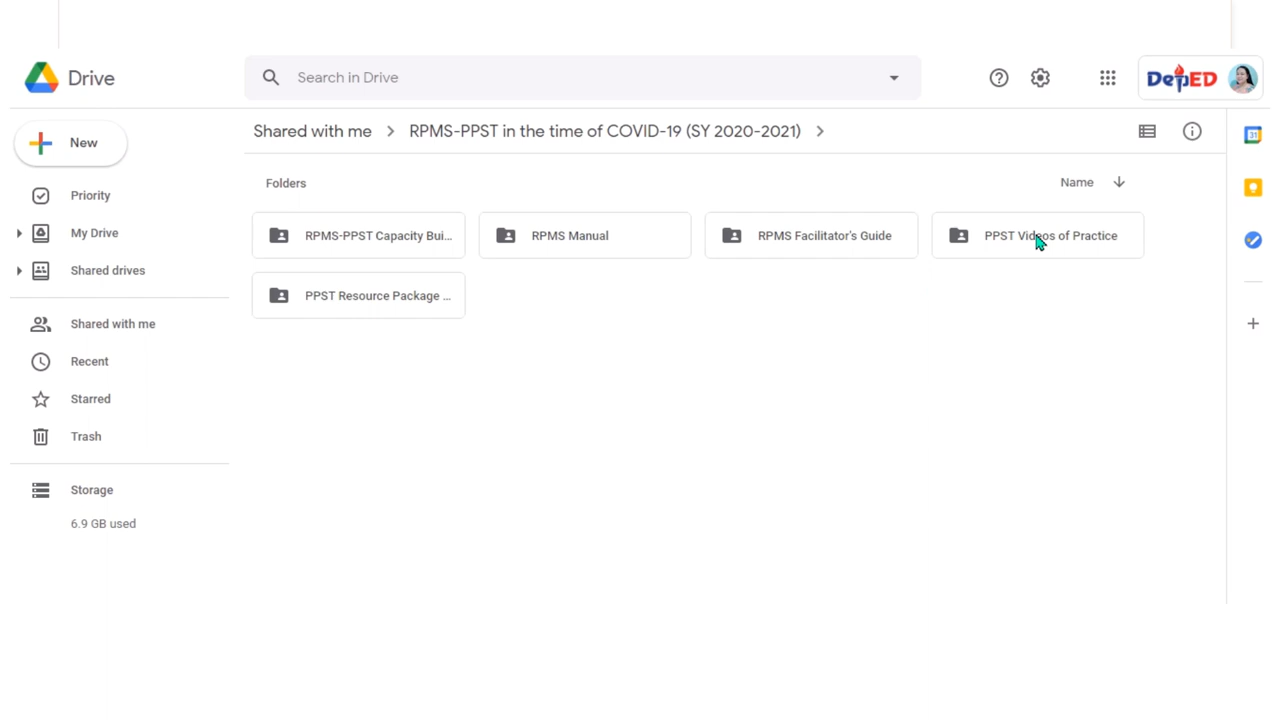 Drive
Search in Drive
DepED
New
Shared with me
RPMS-PPST in the time of COVID-19 (SY 2020-2021)
31
Priority
My Drive
Shared drives
Shared with me
Recent
Starred
Trash
Storage
6.9 GB used
Folders
Name
RPMS-PPST Capacity Bui...
RPMS Manual
RPMS Facilitator's Guide
PPST Videos of Practice
PPST Resource Package ...